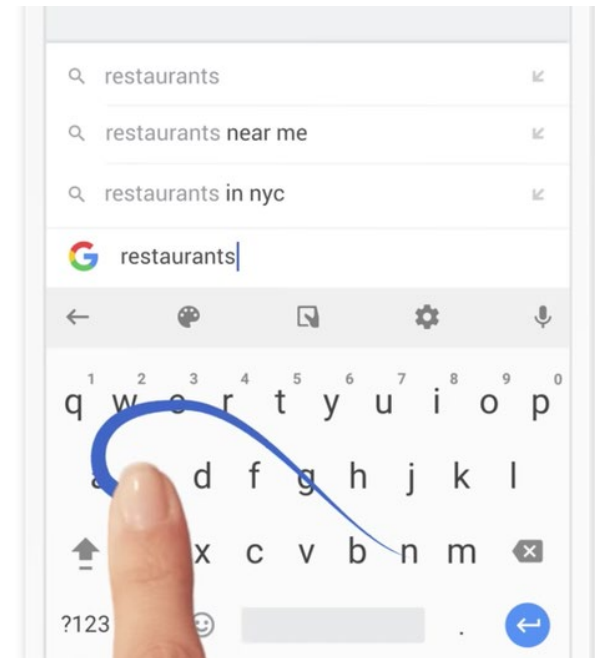 restaurants
restaurants near me
restaurants in nyc
restaurants
1 2 3 4 5 6 7 8 9 0
q w e r t y u i o p
a d f g h j k l
x c v b n m
?123 .